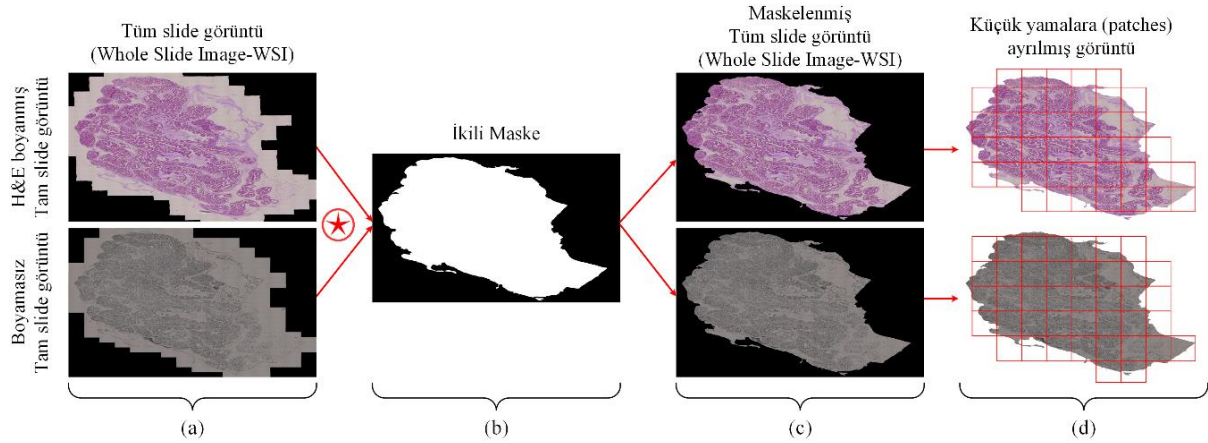 Tüm slide görüntü
(Whole Slide Image-WSI)
H&E boyanmış
Tam slide görüntü
Boyamasız
Tam slide görüntü
(a)
İkili Maske
(b)
Maskelenmiş
Tüm slide görüntü
(Whole Slide Image-WSI)
(c)
Küçük yamalara (patches)
ayrılmış görüntü
(d)